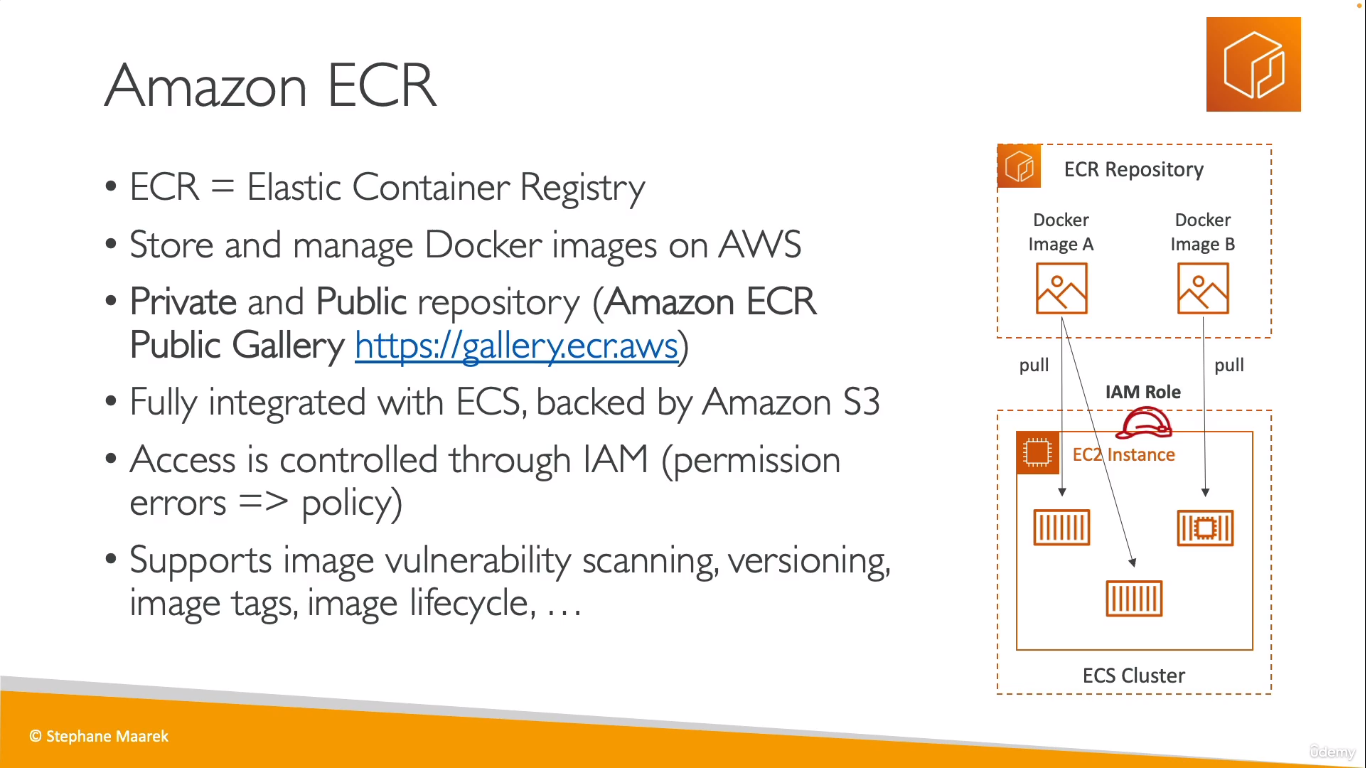 Amazon ECR
• ECR = Elastic Container Registry
• Store and manage Docker images on AWS
• Private and Public repository (Amazon ECR
Public Gallery https://gallery.ecr.aws)
• Fully integrated with ECS, backed by Amazon S3
• Access is controlled through IAM (permission
errors => policy)
• Supports image vulnerability scanning, versioning,
image tags, image lifecycle, …
ECR Repository
Docker
Image A
Docker
Image B
pull
pull
IAM Role
EC2 Instance
ECS Cluster
© Stephane Maarek
ûdemy